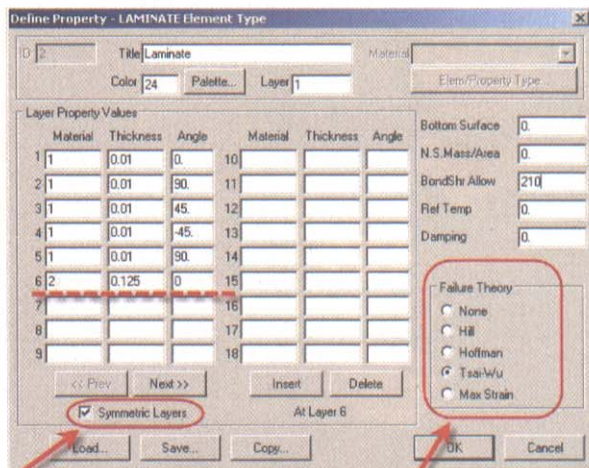 Define Property - LAMINATE Element Type
ID 2 Title Laminate Material
Color 24 Palette... Layer 1 Elem/Property Type...
Layer Property Values
Material Thickness Angle Material Thickness Angle
1 1 0.01 0. 10
2 1 0.01 90. 11
3 1 0.01 45. 12
4 1 0.01 -45. 13
5 1 0.01 90. 14
6 2 0.125 0 15
7 16
8 17
9 18
<< Prev Next >> Insert Delete
Symmetric Layers At Layer 6
Bottom Surface 0.
N.S.Mass/Area 0.
BondShr Allow 210
Ref Temp 0.
Damping 0.
Failure Theory
None
Hill
Hoffman
Tsai-Wu
Max Strain
Load... Save... Copy... OK Cancel